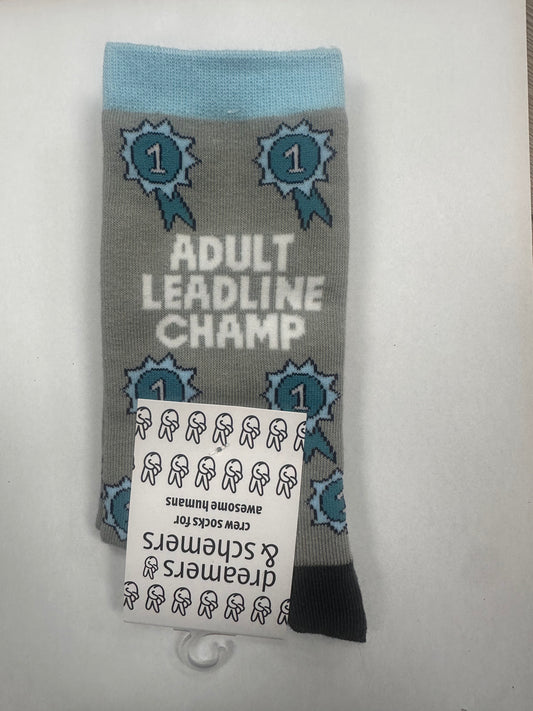 1
1
ADULT
LEADLINE
CHAMP
1
1
dreamers
& schemers
crew socks for
awesome humans